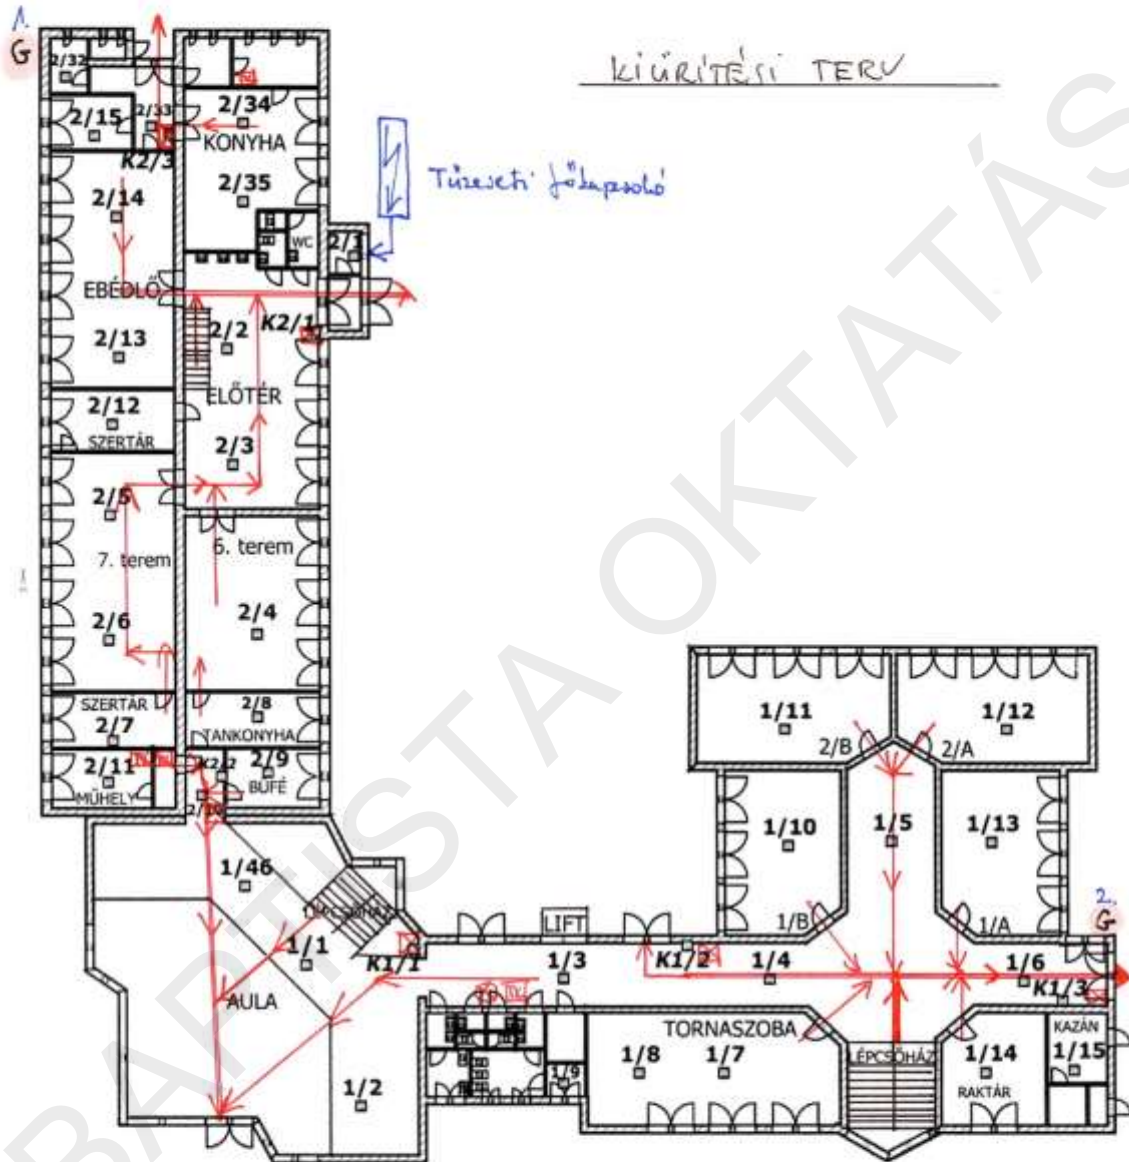 1.
G
KIÜRÍTÉSI TERV
2/32
2/15
2/33
K2/3
2/34
KONYHA
2/35
Tűzeseti főkapcsoló
WC
2/1
2/14
EBÉDLŐ
2/13
2/2
K2/1
ELŐTÉR
2/3
2/12
SZERTÁR
2/5
7. terem
2/6
6. terem
2/4
SZERTÁR
2/7
2/8
TANKONYHA
2/11
MŰHELY
K2/2
2/9
BÜFÉ
2/10
1/46
LÉPCSŐHÁZ
1/1
AULA
K1/1
1/2
1/3
LIFT
K1/2
1/4
1/11
2/B
1/12
2/A
1/10
1/5
1/13
1/B
1/A
2.
G
1/6
K1/3
TORNASZOBA
1/8
1/7
1/9
LÉPCSŐHÁZ
1/14
RAKTÁR
KAZÁN
1/15
BAPTISTA OKTATÁS